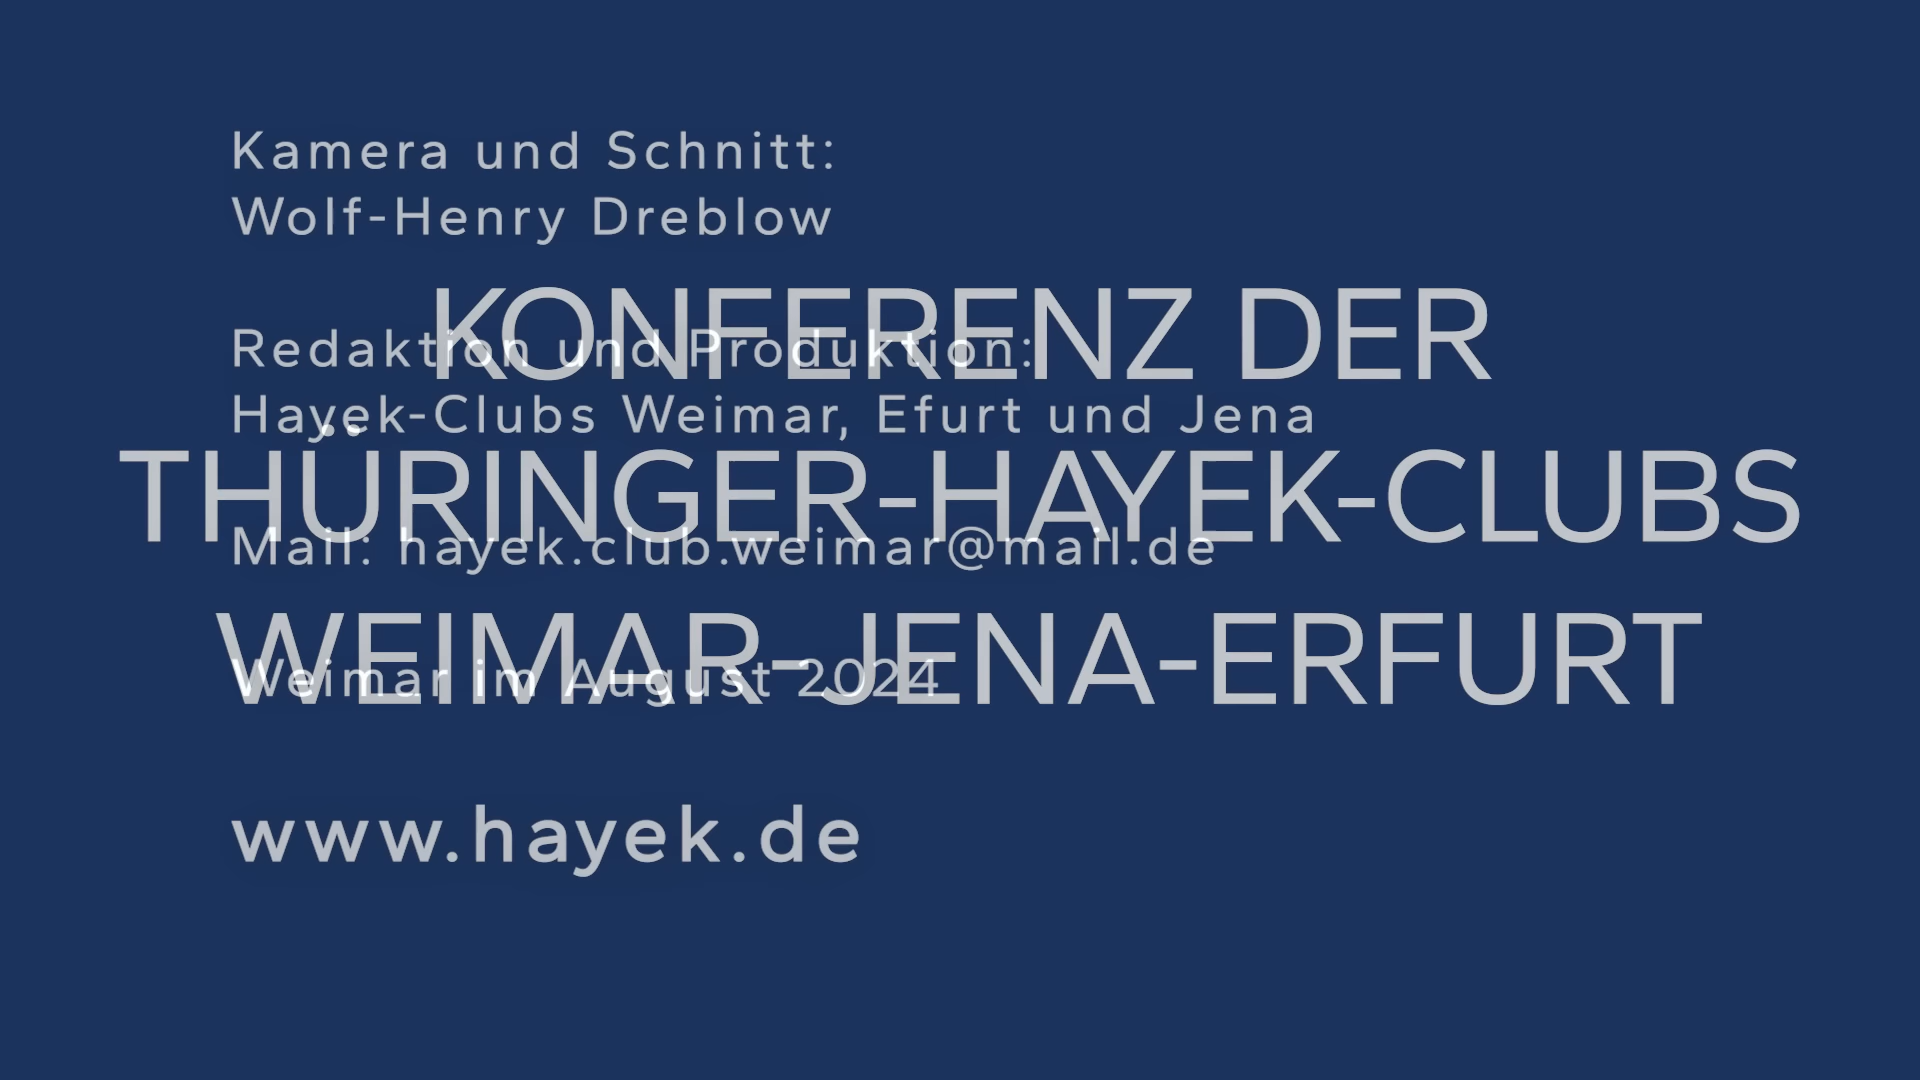 Kamera und Schnitt:
Wolf-Henry Dreblow
KONFERENZ DER
Redaktion und Produktion:
Hayek-Clubs Weimar, Efurt und Jena
THÜRINGER-HAYEK-CLUBS
Mail: hayek.club.weimar@mail.de
WEIMAR-JENA-ERFURT
Weimar im August 2024
www.hayek.de